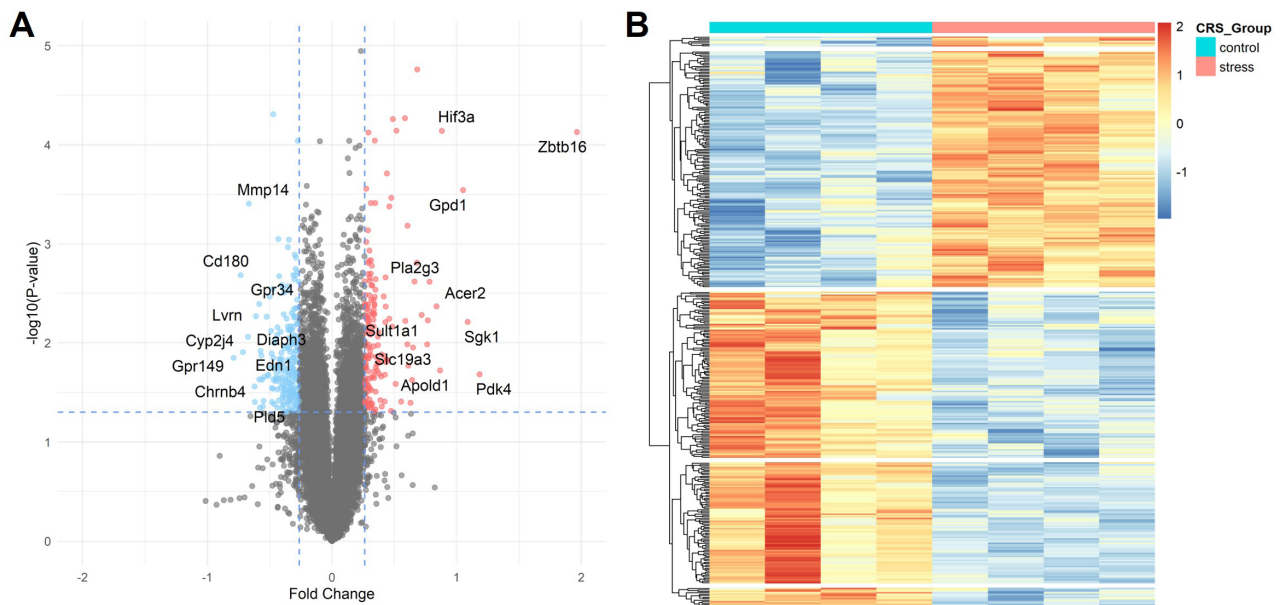 A
5
4
3
2
1
0
-log10(P-value)
Hif3a
Zbtb16
Mmp14
Gpd1
Cd180
Pla2g3
Gpr34
Acer2
Lvrn
Sult1a1
Sgk1
Cyp2j4
Diaph3
Gpr149
Edn1
Slc19a3
Chrnb4
Apold1
Pdk4
Pld5
-2
-1
0
1
2
Fold Change
B
2
1
0
-1
CRS_Group
control
stress